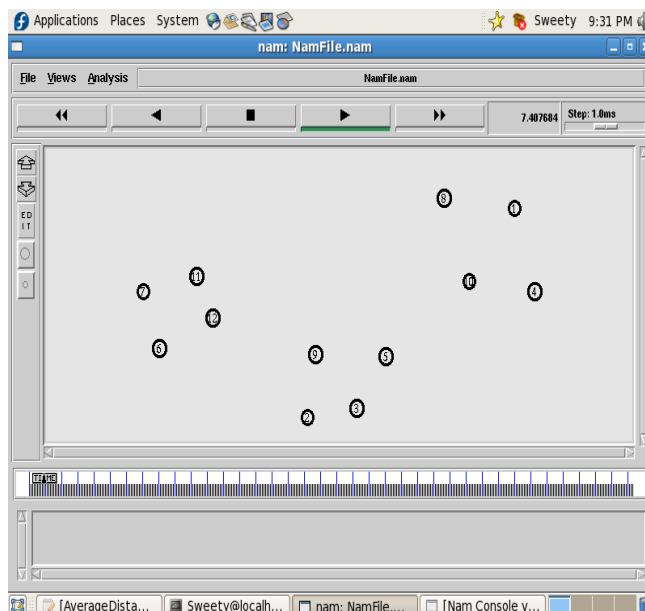 Applications Places System Sweety 9:31 PM
nam: NamFile.nam
File Views Analysis NamFile.nam
7.407684 Step: 1.0ms
ED
IT
8
1
11
10
7
4
12
6
9
5
3
2
TIME
[AverageDista... Sweety@localh... nam: NamFile.... [Nam Console v...